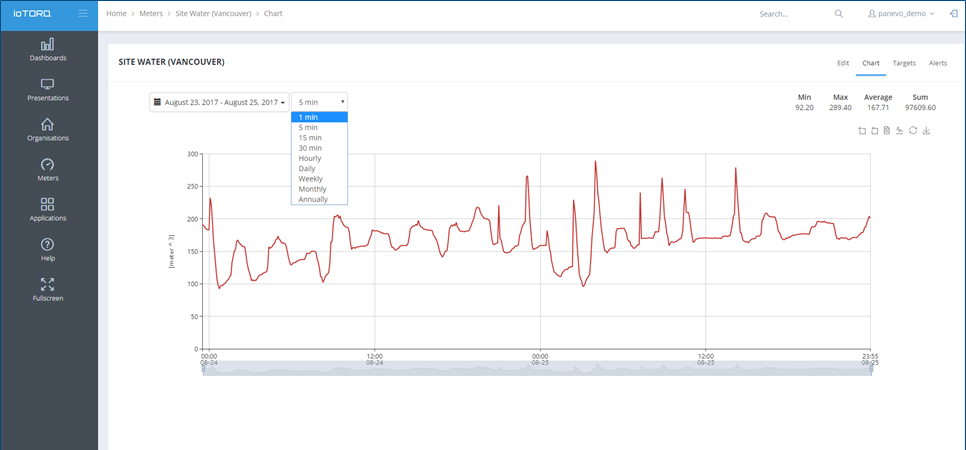 ioTORQ
Home > Meters > Site Water (Vancouver) > Chart
Search...
panevo_demo
Dashboards
Presentations
Organisations
Meters
Applications
Help
Fullscreen
SITE WATER (VANCOUVER)
Edit Chart Targets Alerts
August 23, 2017 - August 25, 2017
5 min
1 min
5 min
15 min
30 min
Hourly
Daily
Weekly
Monthly
Annually
Min Max Average Sum
92.20 289.40 167.71 97609.60
300
250
200
150
100
50
0
[meter ^ 3]
00:00 12:00 00:00 12:00 23:55
08-24 08-24 08-25 08-25 08-25